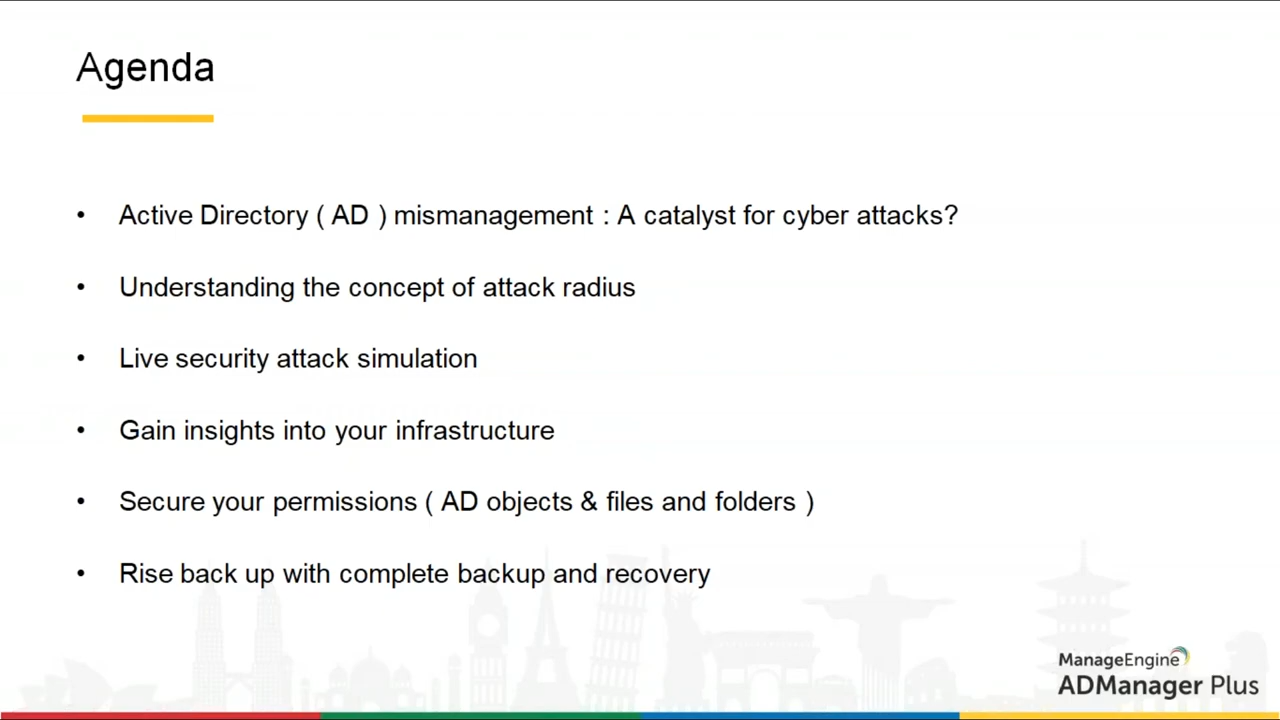 Agenda
• Active Directory ( AD ) mismanagement : A catalyst for cyber attacks?
• Understanding the concept of attack radius
• Live security attack simulation
• Gain insights into your infrastructure
• Secure your permissions ( AD objects & files and folders )
• Rise back up with complete backup and recovery
ManageEngine
ADManager Plus